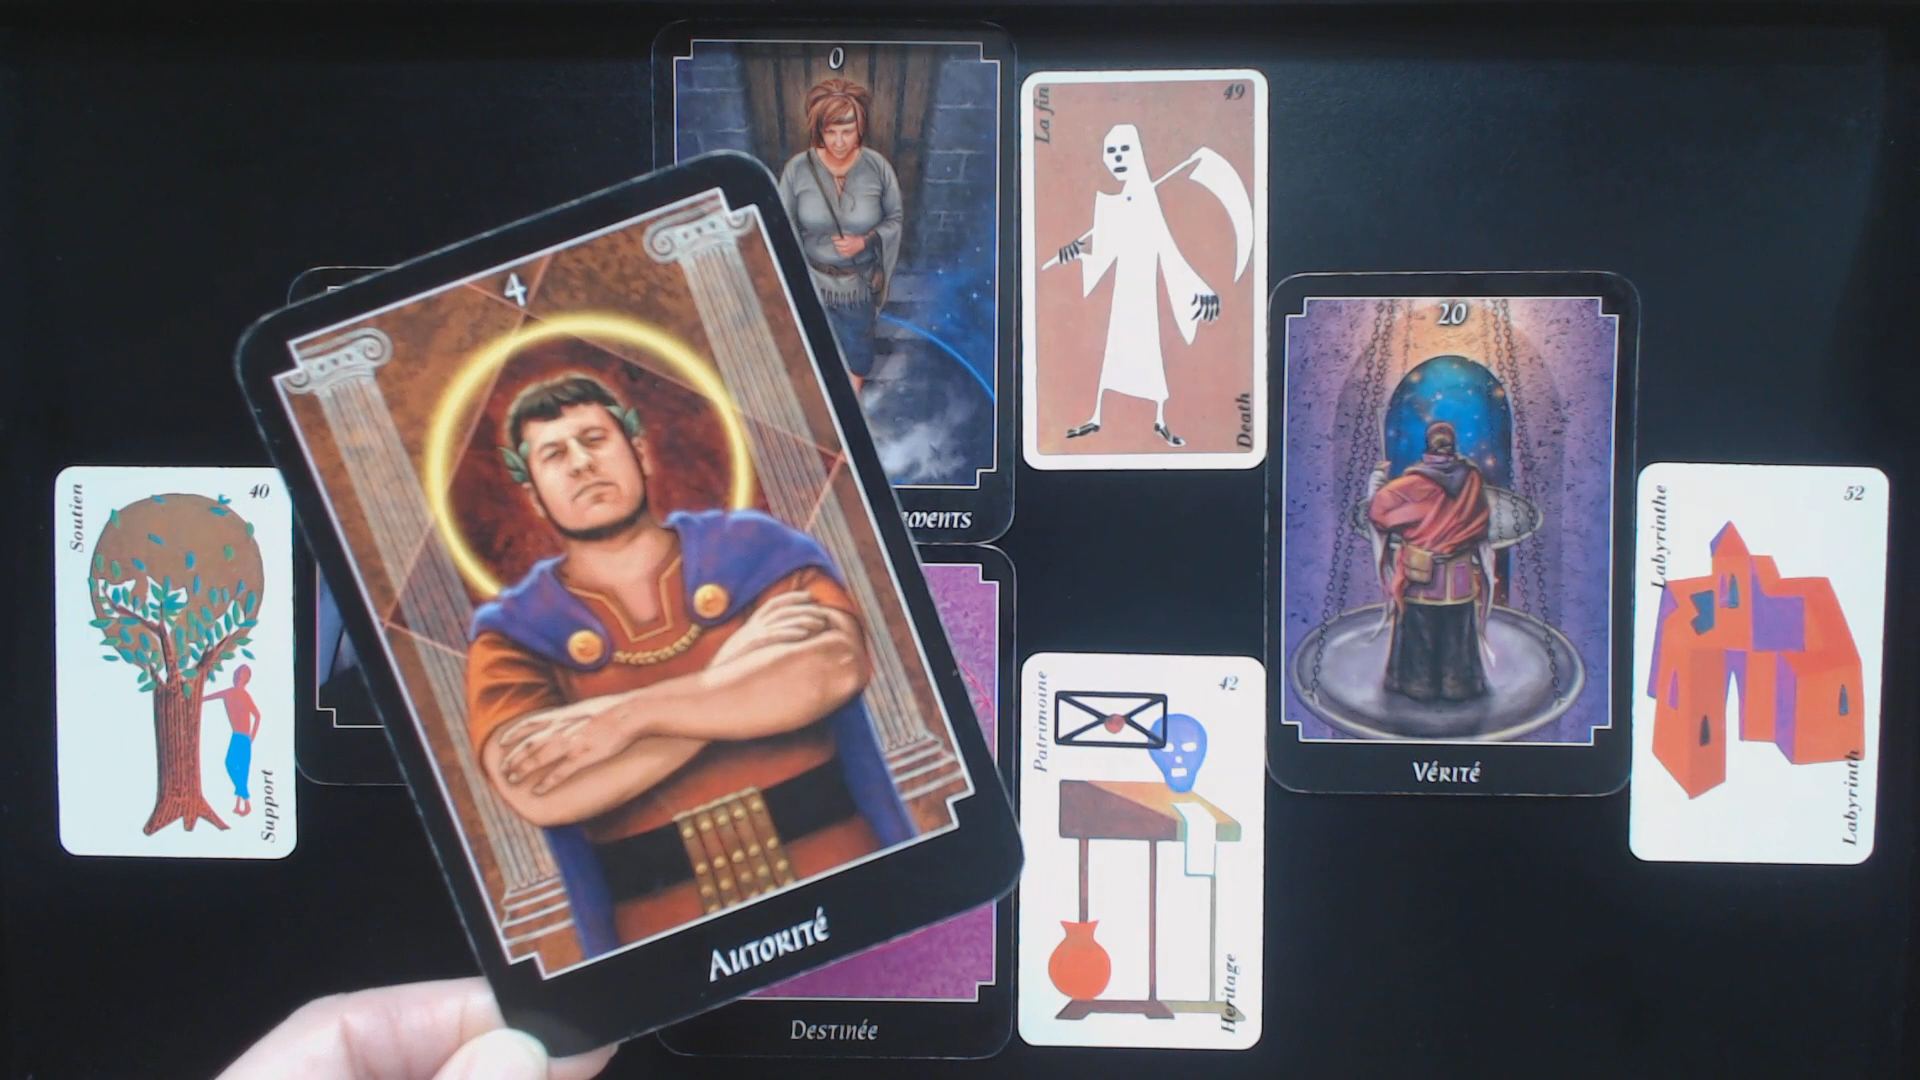 0
ements
La fin
49
Death
4
Autorité
20
Vérité
Soutien
40
Support
52
Labyrinthe
Labyrinth
Patrimoine
42
Heritage
Destinée